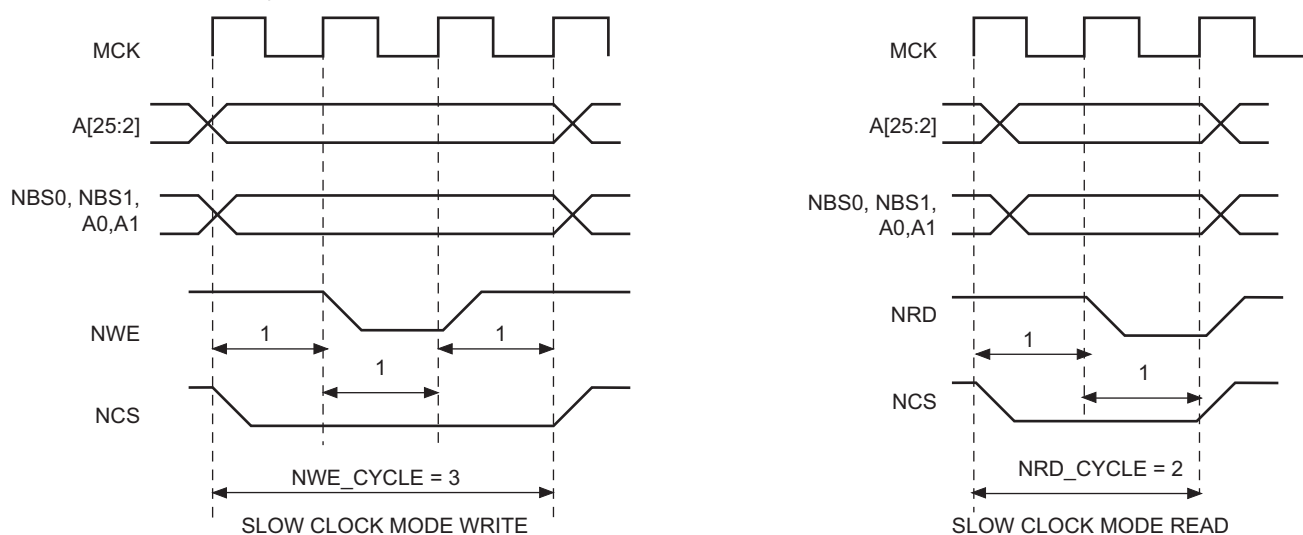 MCK
A[25:2]
NBS0, NBS1,
A0,A1
NWE
1
1
1
NCS
NWE_CYCLE = 3
SLOW CLOCK MODE WRITE
MCK
A[25:2]
NBS0, NBS1,
A0,A1
NRD
1
1
NCS
NRD_CYCLE = 2
SLOW CLOCK MODE READ